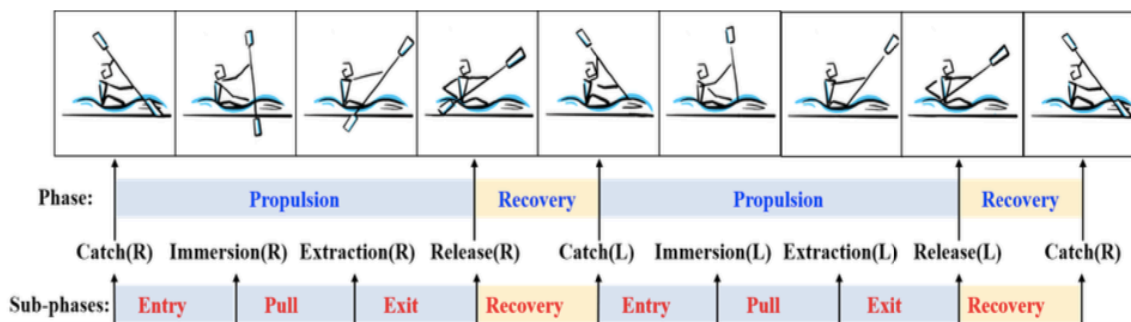 Phase: Propulsion Recovery Propulsion Recovery
Catch(R) Immersion(R) Extraction(R) Release(R) Catch(L) Immersion(L) Extraction(L) Release(L) Catch(R)
Sub-phases: Entry Pull Exit Recovery Entry Pull Exit Recovery